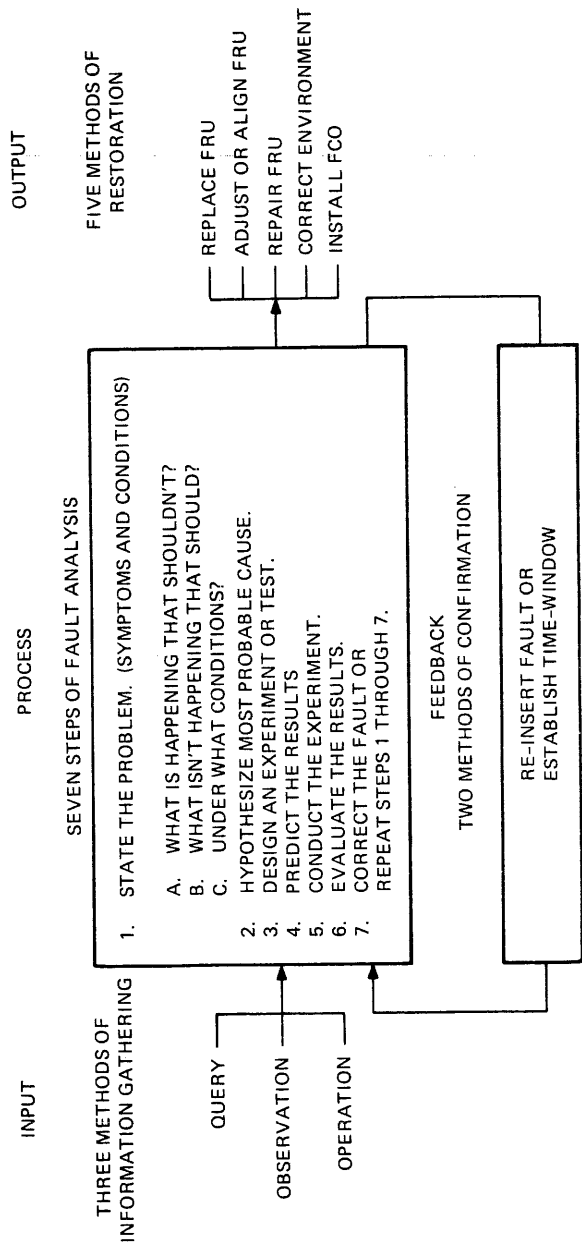 INPUT
THREE METHODS OF
INFORMATION GATHERING
QUERY
OBSERVATION
OPERATION
PROCESS
SEVEN STEPS OF FAULT ANALYSIS
1. STATE THE PROBLEM. (SYMPTOMS AND CONDITIONS)
A. WHAT IS HAPPENING THAT SHOULDN'T?
B. WHAT ISN'T HAPPENING THAT SHOULD?
C. UNDER WHAT CONDITIONS?
2. HYPOTHESIZE MOST PROBABLE CAUSE.
3. DESIGN AN EXPERIMENT OR TEST.
4. PREDICT THE RESULTS
5. CONDUCT THE EXPERIMENT.
6. EVALUATE THE RESULTS.
7. CORRECT THE FAULT OR
REPEAT STEPS 1 THROUGH 7.
FEEDBACK
TWO METHODS OF CONFIRMATION
RE-INSERT FAULT OR
ESTABLISH TIME-WINDOW
OUTPUT
FIVE METHODS OF
RESTORATION
REPLACE FRU
ADJUST OR ALIGN FRU
REPAIR FRU
CORRECT ENVIRONMENT
INSTALL FCO